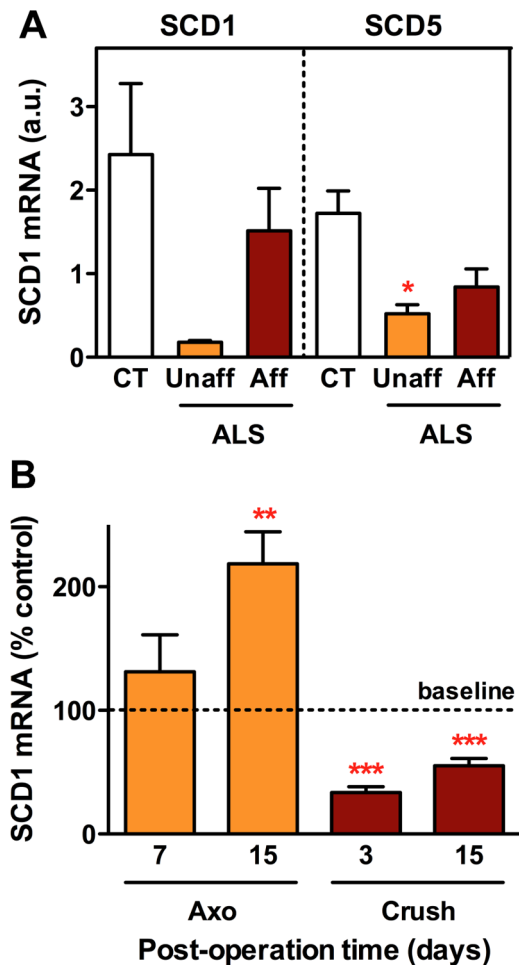 A
SCD1 SCD5
SCD1 mRNA (a.u.)
3
2
1
0
*
CT Unaff Aff CT Unaff Aff
ALS ALS
B
SCD1 mRNA (% control)
200
100
0
**
baseline
***
***
7 15 3 15
Axo Crush
Post-operation time (days)